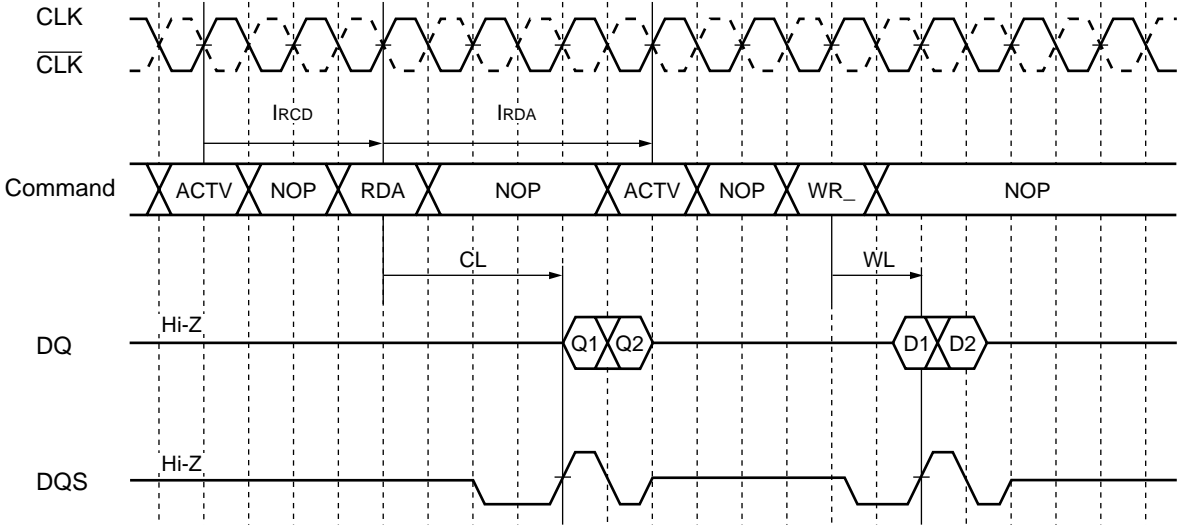 CLK
CLK
IRCD IRDA
Command ACTV NOP RDA NOP ACTV NOP WR_ NOP
CL WL
Hi-Z
DQ Q1 Q2 D1 D2
Hi-Z
DQS